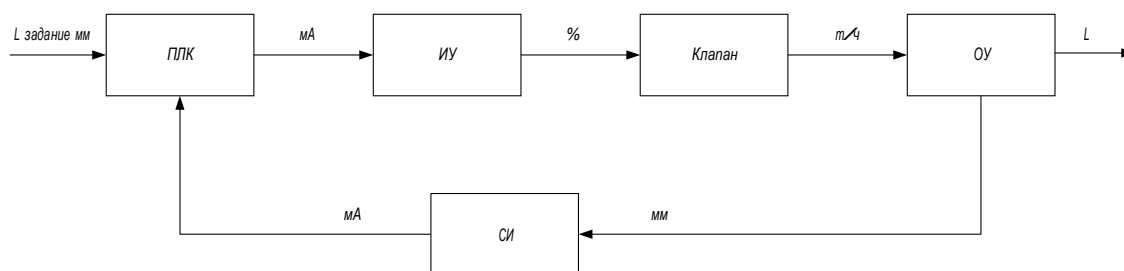 L задание мм
ПЛК
мА
ИУ
%
Клапан
т/ч
ОУ
L
мА
СИ
мм